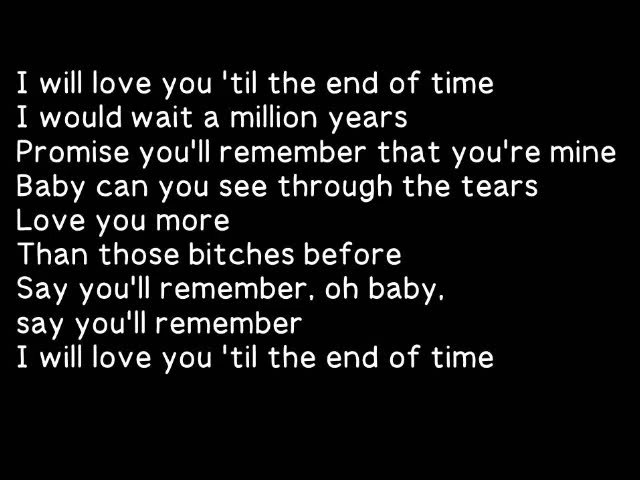 I will love you 'til the end of time
I would wait a million years
Promise you'll remember that you're mine
Baby can you see through the tears
Love you more
Than those bitches before
Say you'll remember, oh baby,
say you'll remember
I will love you 'til the end of time